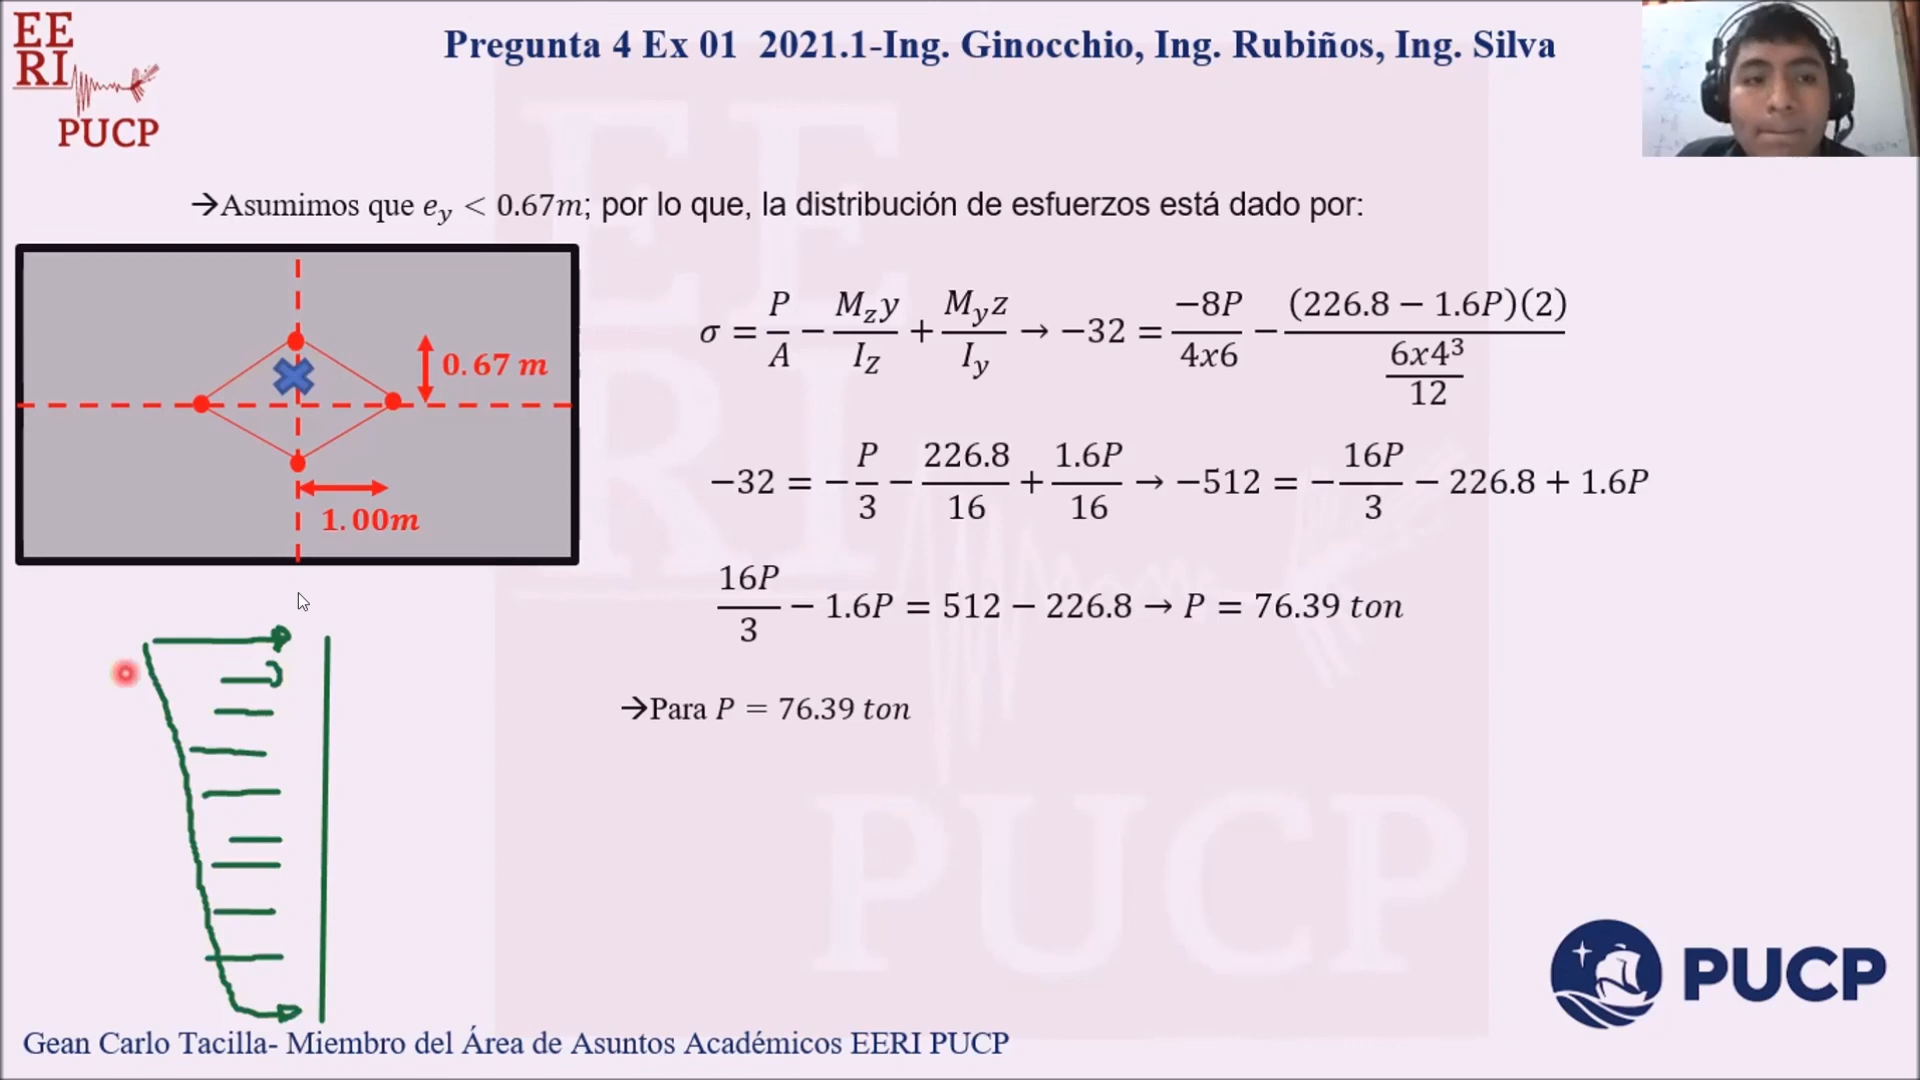 EE
RI
PUCP
Pregunta 4 Ex 01 2021.1-Ing. Ginocchio, Ing. Rubiños, Ing. Silva
→Asumimos que e_y < 0.67m; por lo que, la distribución de esfuerzos está dado por:
0.67 m
1.00m
σ = P/A − M_z y/I_Z + M_y z/I_y → −32 = −8P/4x6 − (226.8 − 1.6P)(2)/(6x4³/12)
−32 = −P/3 − 226.8/16 + 1.6P/16 → −512 = −16P/3 − 226.8 + 1.6P
16P/3 − 1.6P = 512 − 226.8 → P = 76.39 ton
→Para P = 76.39 ton
EE
RI
PUCP
PUCP
Gean Carlo Tacilla- Miembro del Área de Asuntos Académicos EERI PUCP